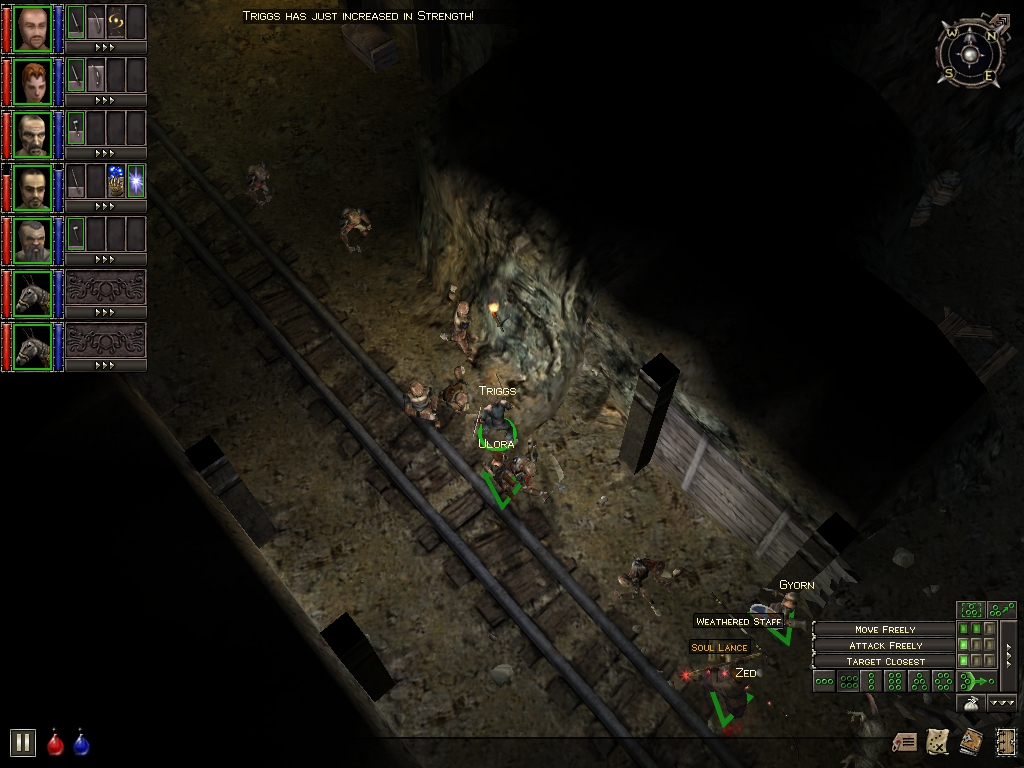 Triggs has just increased in Strength!
W
N
S
E
Triggs
Ulora
Gyorn
Weathered Staff
Move Freely
Soul Lance
Attack Freely
Target Closest
Zed